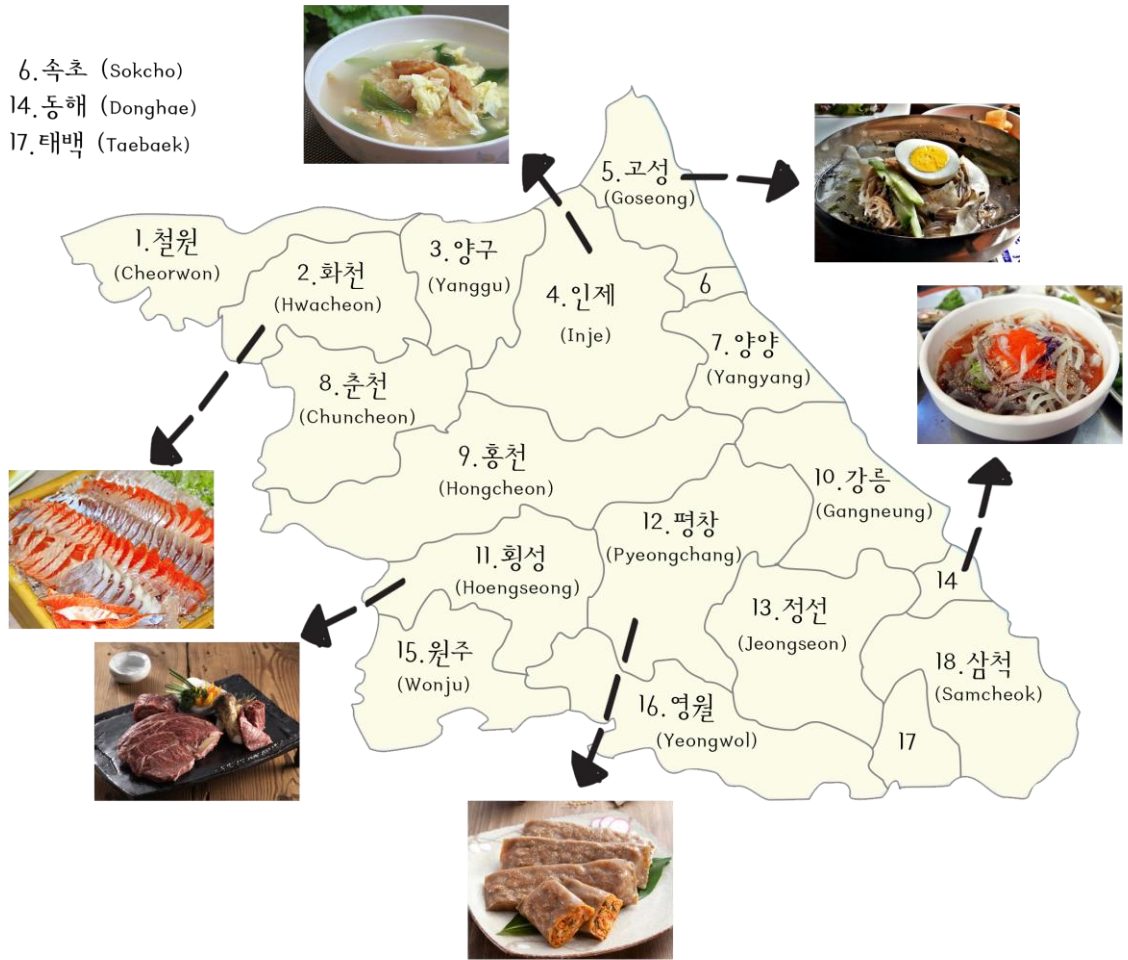 6.속초 (Sokcho)
14.동해 (Donghae)
17.태백 (Taebaek)
5.고성
(Goseong)
1.철원
(Cheorwon)
2.화천
(Hwacheon)
3.양구
(Yanggu)
4.인제
(Inje)
6
7.양양
(Yangyang)
8.춘천
(Chuncheon)
9.홍천
(Hongcheon)
10.강릉
(Gangneung)
11.횡성
(Hoengseong)
12.평창
(Pyeongchang)
13.정선
(Jeongseon)
14
15.원주
(Wonju)
16.영월
(Yeongwol)
17
18.삼척
(Samcheok)